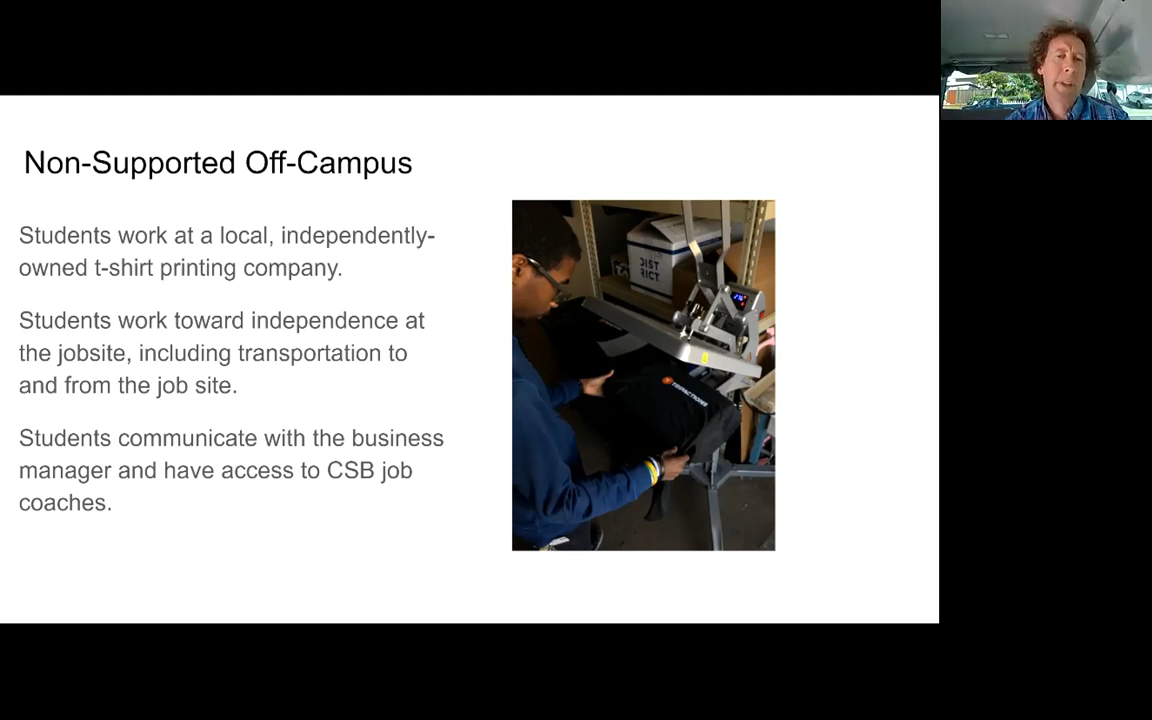 Non-Supported Off-Campus
Students work at a local, independently-
owned t-shirt printing company.
Students work toward independence at
the jobsite, including transportation to
and from the job site.
Students communicate with the business
manager and have access to CSB job
coaches.
DIST
RICT